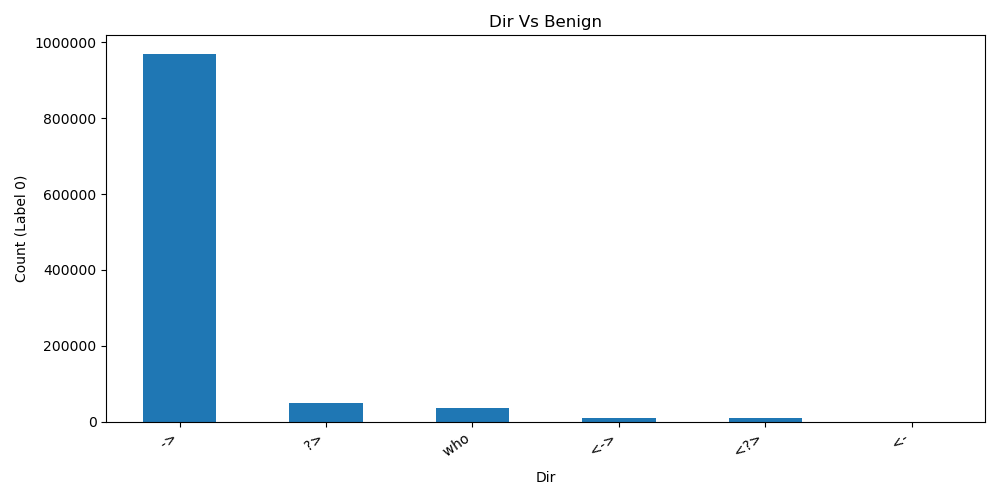 Dir Vs Benign
Count (Label 0)
1000000
800000
600000
400000
200000
0
->
?>
who
<->
<?>
<-
Dir